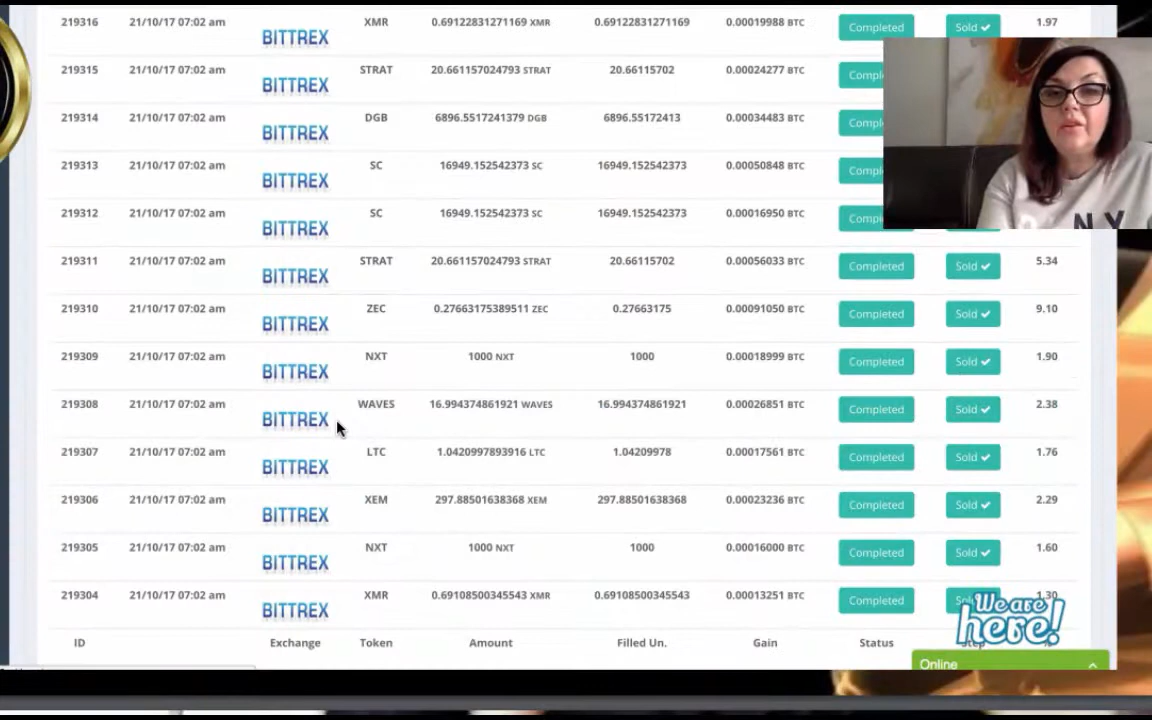 219316 21/10/17 07:02 am BITTREX XMR 0.69122831271169 XMR 0.69122831271169 0.00019988 BTC Completed Sold ✔ 1.97
219315 21/10/17 07:02 am BITTREX STRAT 20.661157024793 STRAT 20.66115702 0.00024277 BTC Compl
219314 21/10/17 07:02 am BITTREX DGB 6896.5517241379 DGB 6896.55172413 0.00034483 BTC Compl
219313 21/10/17 07:02 am BITTREX SC 16949.152542373 SC 16949.152542373 0.00050848 BTC Compl
219312 21/10/17 07:02 am BITTREX SC 16949.152542373 SC 16949.152542373 0.00016950 BTC Compl
219311 21/10/17 07:02 am BITTREX STRAT 20.661157024793 STRAT 20.66115702 0.00056033 BTC Completed Sold ✔ 5.34
219310 21/10/17 07:02 am BITTREX ZEC 0.27663175389511 ZEC 0.27663175 0.00091050 BTC Completed Sold ✔ 9.10
219309 21/10/17 07:02 am BITTREX NXT 1000 NXT 1000 0.00018999 BTC Completed Sold ✔ 1.90
219308 21/10/17 07:02 am BITTREX WAVES 16.994374861921 WAVES 16.994374861921 0.00026851 BTC Completed Sold ✔ 2.38
219307 21/10/17 07:02 am BITTREX LTC 1.0420997893916 LTC 1.04209978 0.00017561 BTC Completed Sold ✔ 1.76
219306 21/10/17 07:02 am BITTREX XEM 297.88501638368 XEM 297.88501638368 0.00023236 BTC Completed Sold ✔ 2.29
219305 21/10/17 07:02 am BITTREX NXT 1000 NXT 1000 0.00016000 BTC Completed Sold ✔ 1.60
219304 21/10/17 07:02 am BITTREX XMR 0.69108500345543 XMR 0.69108500345543 0.00013251 BTC Completed 1.30
ID Exchange Token Amount Filled Un. Gain Status
We are here!
Online